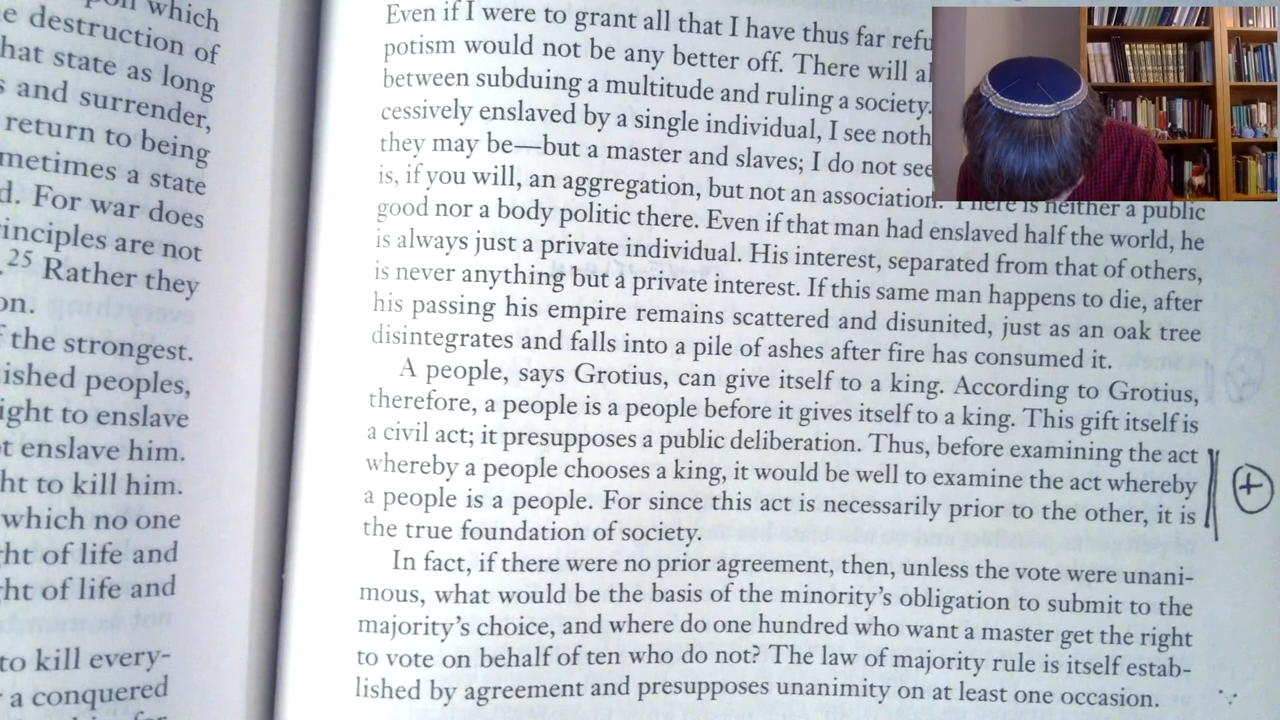 which
e destruction of
hat state as long
s and surrender,
return to being
metimes a state
d. For war does
inciples are not
.25 Rather they
on.
f the strongest.
ished peoples,
ight to enslave
t enslave him.
ht to kill him.
which no one
ght of life and
ht of life and
to kill every-
r a conquered
Even if I were to grant all that I have thus far refu
potism would not be any better off. There will al
between subduing a multitude and ruling a society.
cessively enslaved by a single individual, I see noth
they may be—but a master and slaves; I do not see
is, if you will, an aggregation, but not an association. There is neither a public
good nor a body politic there. Even if that man had enslaved half the world, he
is always just a private individual. His interest, separated from that of others,
is never anything but a private interest. If this same man happens to die, after
his passing his empire remains scattered and disunited, just as an oak tree
disintegrates and falls into a pile of ashes after fire has consumed it.
A people, says Grotius, can give itself to a king. According to Grotius,
therefore, a people is a people before it gives itself to a king. This gift itself is
a civil act; it presupposes a public deliberation. Thus, before examining the act
whereby a people chooses a king, it would be well to examine the act whereby
a people is a people. For since this act is necessarily prior to the other, it is
the true foundation of society.
In fact, if there were no prior agreement, then, unless the vote were unani-
mous, what would be the basis of the minority's obligation to submit to the
majority's choice, and where do one hundred who want a master get the right
to vote on behalf of ten who do not? The law of majority rule is itself estab-
lished by agreement and presupposes unanimity on at least one occasion.